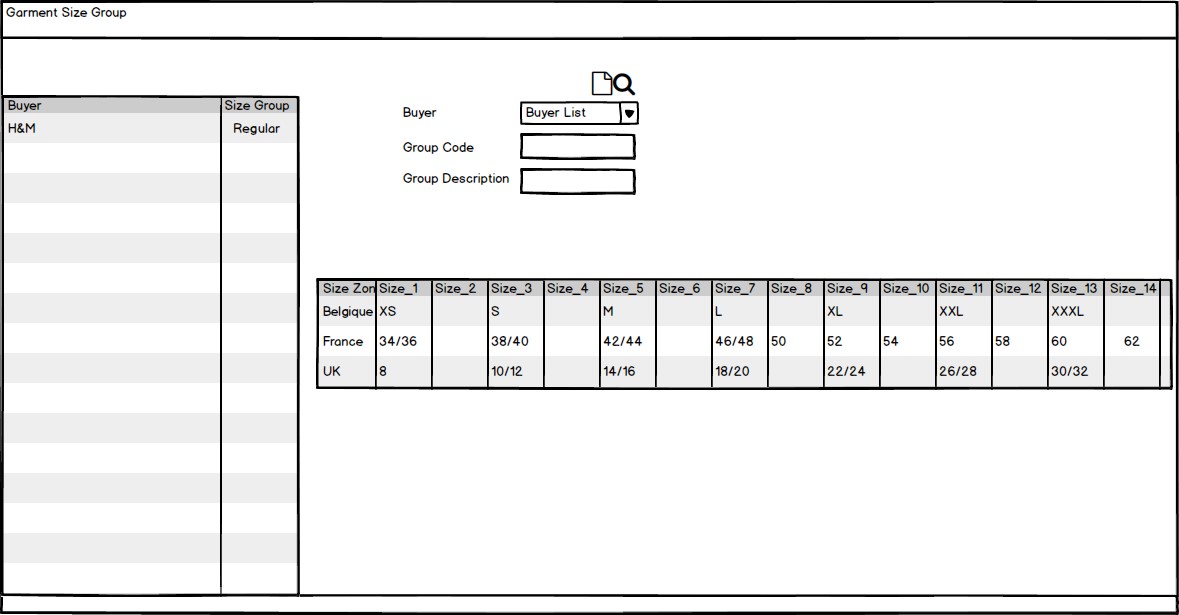 Garment Size Group
Buyer Size Group
H&M Regular
Buyer Buyer List
Group Code
Group Description
Size Zon Size_1 Size_2 Size_3 Size_4 Size_5 Size_6 Size_7 Size_8 Size_9 Size_10 Size_11 Size_12 Size_13 Size_14
Belgique XS S M L XL XXL XXXL
France 34/36 38/40 42/44 46/48 50 52 54 56 58 60 62
UK 8 10/12 14/16 18/20 22/24 26/28 30/32